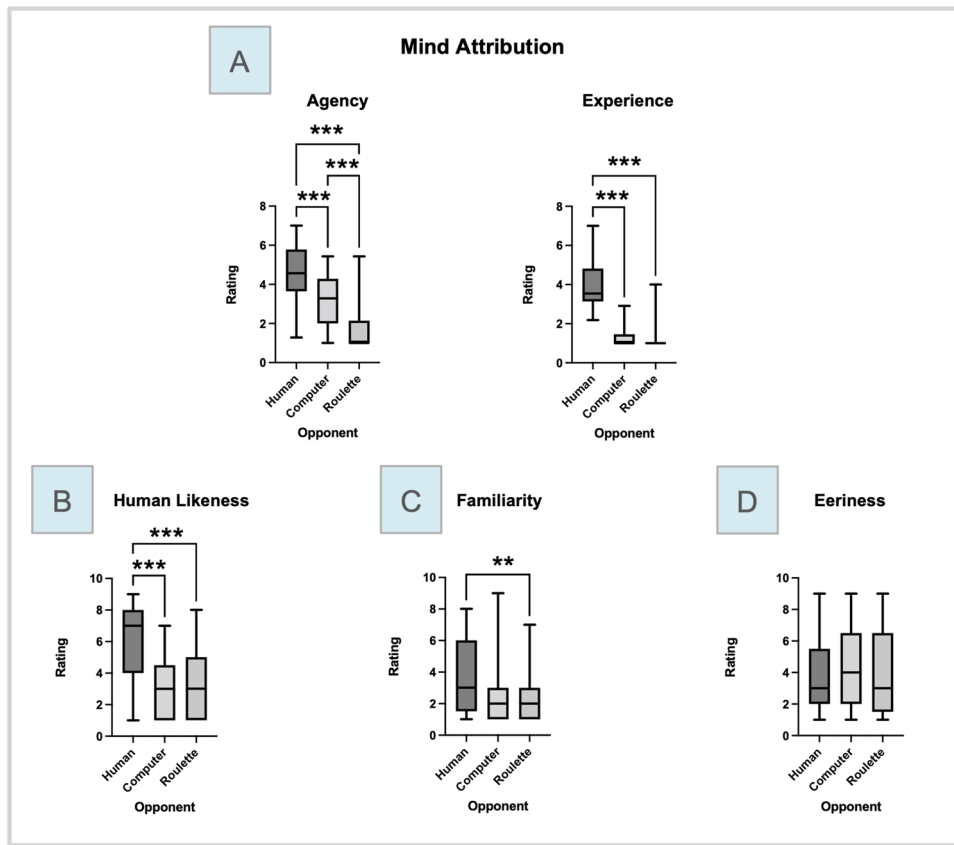 A
Mind Attribution
Agency
***
***
***
8
6
4
2
0
Rating
Human
Computer
Roulette
Opponent
Experience
***
***
8
6
4
2
0
Rating
Human
Computer
Roulette
Opponent
B
Human Likeness
***
***
10
8
6
4
2
0
Rating
Human
Computer
Roulette
Opponent
C
Familiarity
**
10
8
6
4
2
0
Rating
Human
Computer
Roulette
Opponent
D
Eeriness
10
8
6
4
2
0
Rating
Human
Computer
Roulette
Opponent